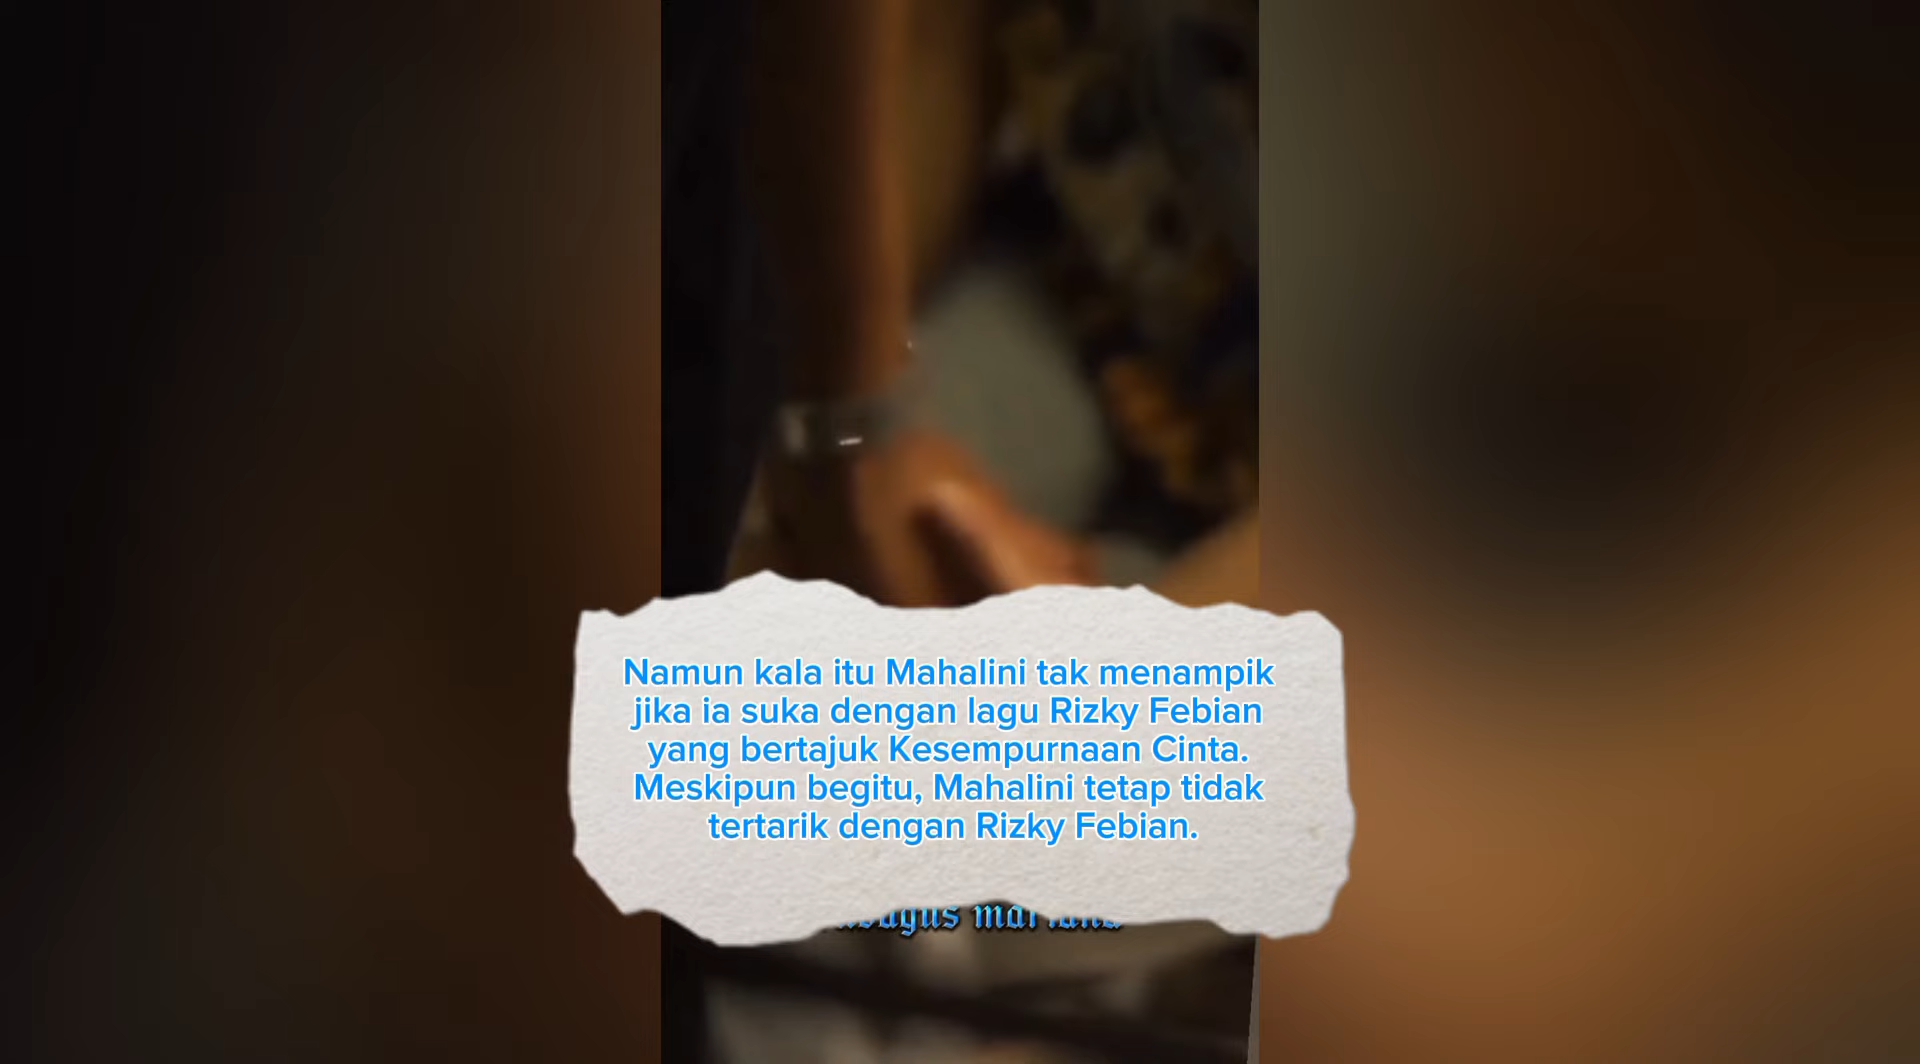 Namun kala itu Mahalini tak menampik
jika ia suka dengan lagu Rizky Febian
yang bertajuk Kesempurnaan Cinta.
Meskipun begitu, Mahalini tetap tidak
tertarik dengan Rizky Febian.